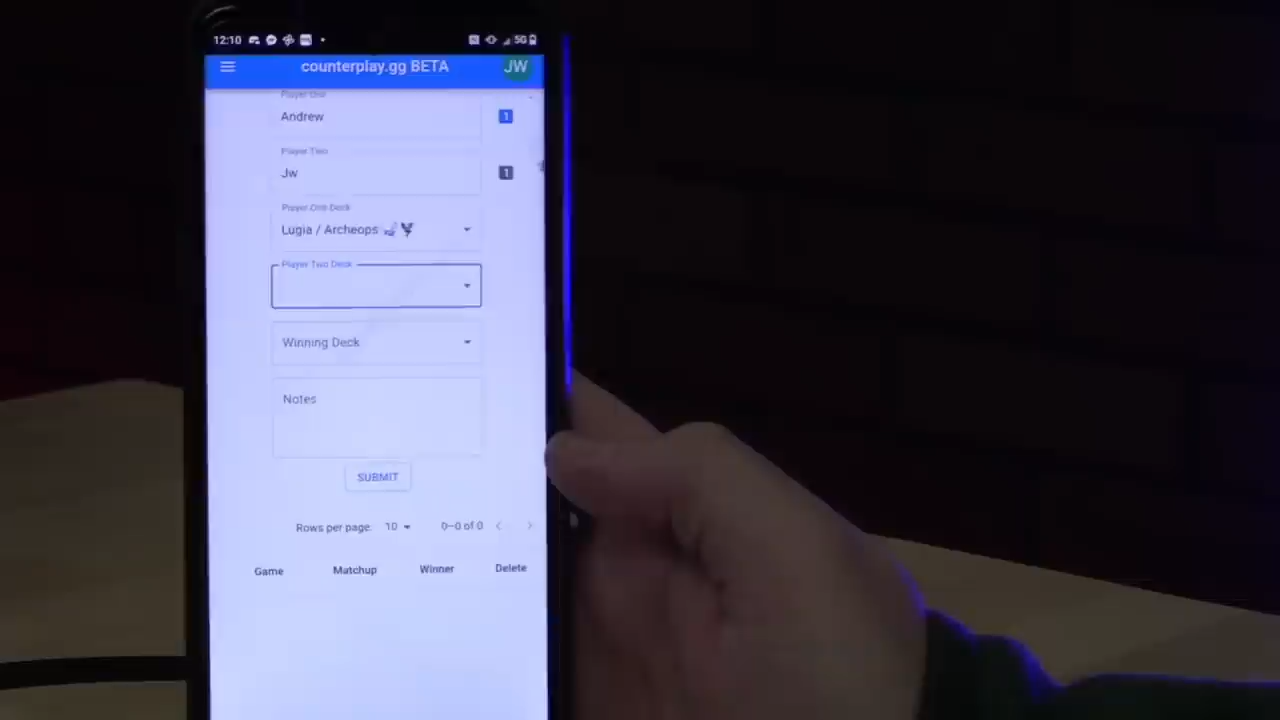 12:10 5G
counterplay.gg BETA JW
Player One
Andrew 1
Player Two
Jw 1
Player One Deck
Lugia / Archeops
Player Two Deck
Winning Deck
Notes
SUBMIT
Rows per page: 10 0–0 of 0
Game Matchup Winner Delete